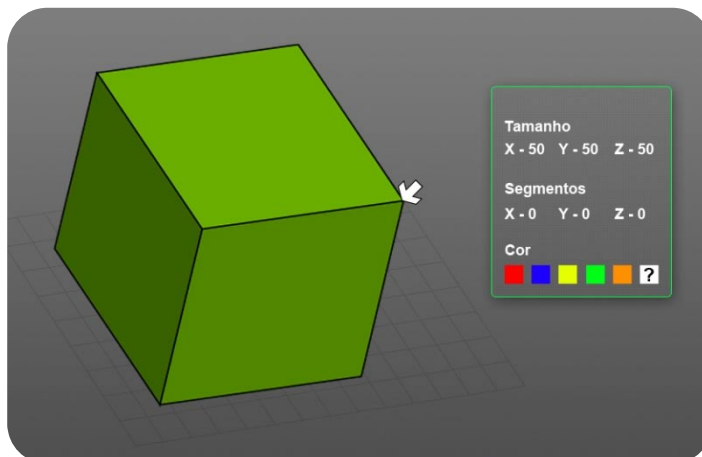 Tamanho
X - 50 Y - 50 Z - 50
Segmentos
X - 0 Y - 0 Z - 0
Cor
?